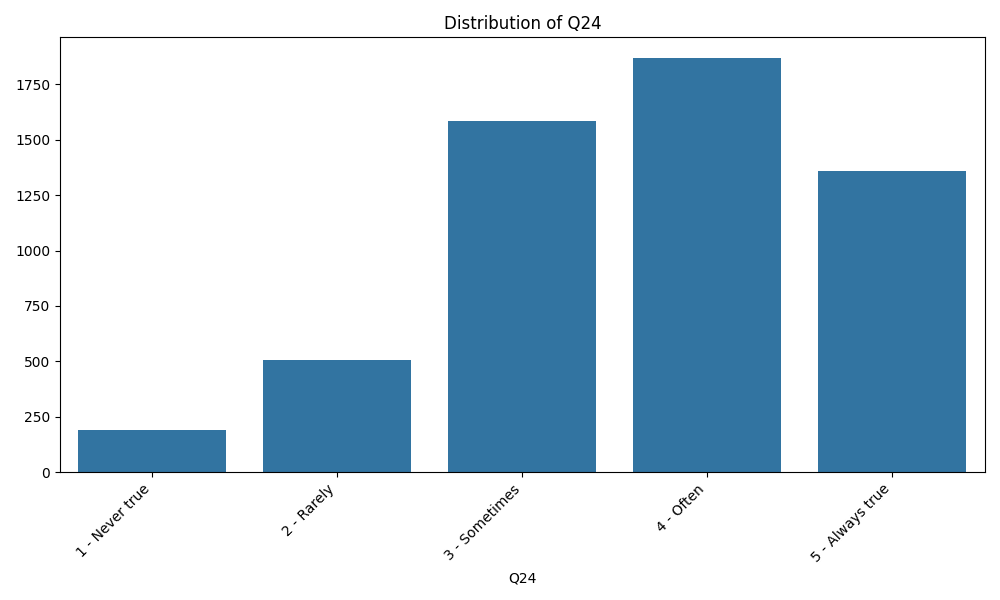 Distribution of Q24
1750
1500
1250
1000
750
500
250
0
1 - Never true
2 - Rarely
3 - Sometimes
4 - Often
5 - Always true
Q24